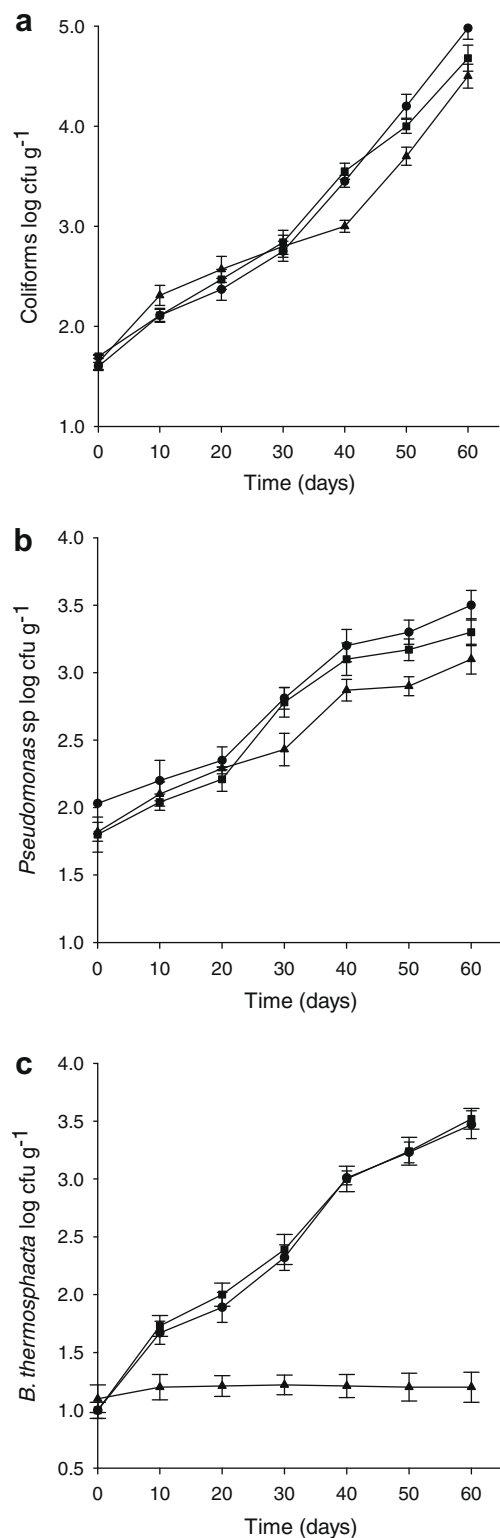 a
Coliforms log cfu g-1
5.0
4.0
3.0
2.0
1.0
0 10 20 30 40 50 60
Time (days)
b
Pseudomonas sp log cfu g-1
4.0
3.5
3.0
2.5
2.0
1.5
1.0
0 10 20 30 40 50 60
Time (days)
c
B. thermosphacta log cfu g-1
4.0
3.5
3.0
2.5
2.0
1.5
1.0
0.5
0 10 20 30 40 50 60
Time (days)